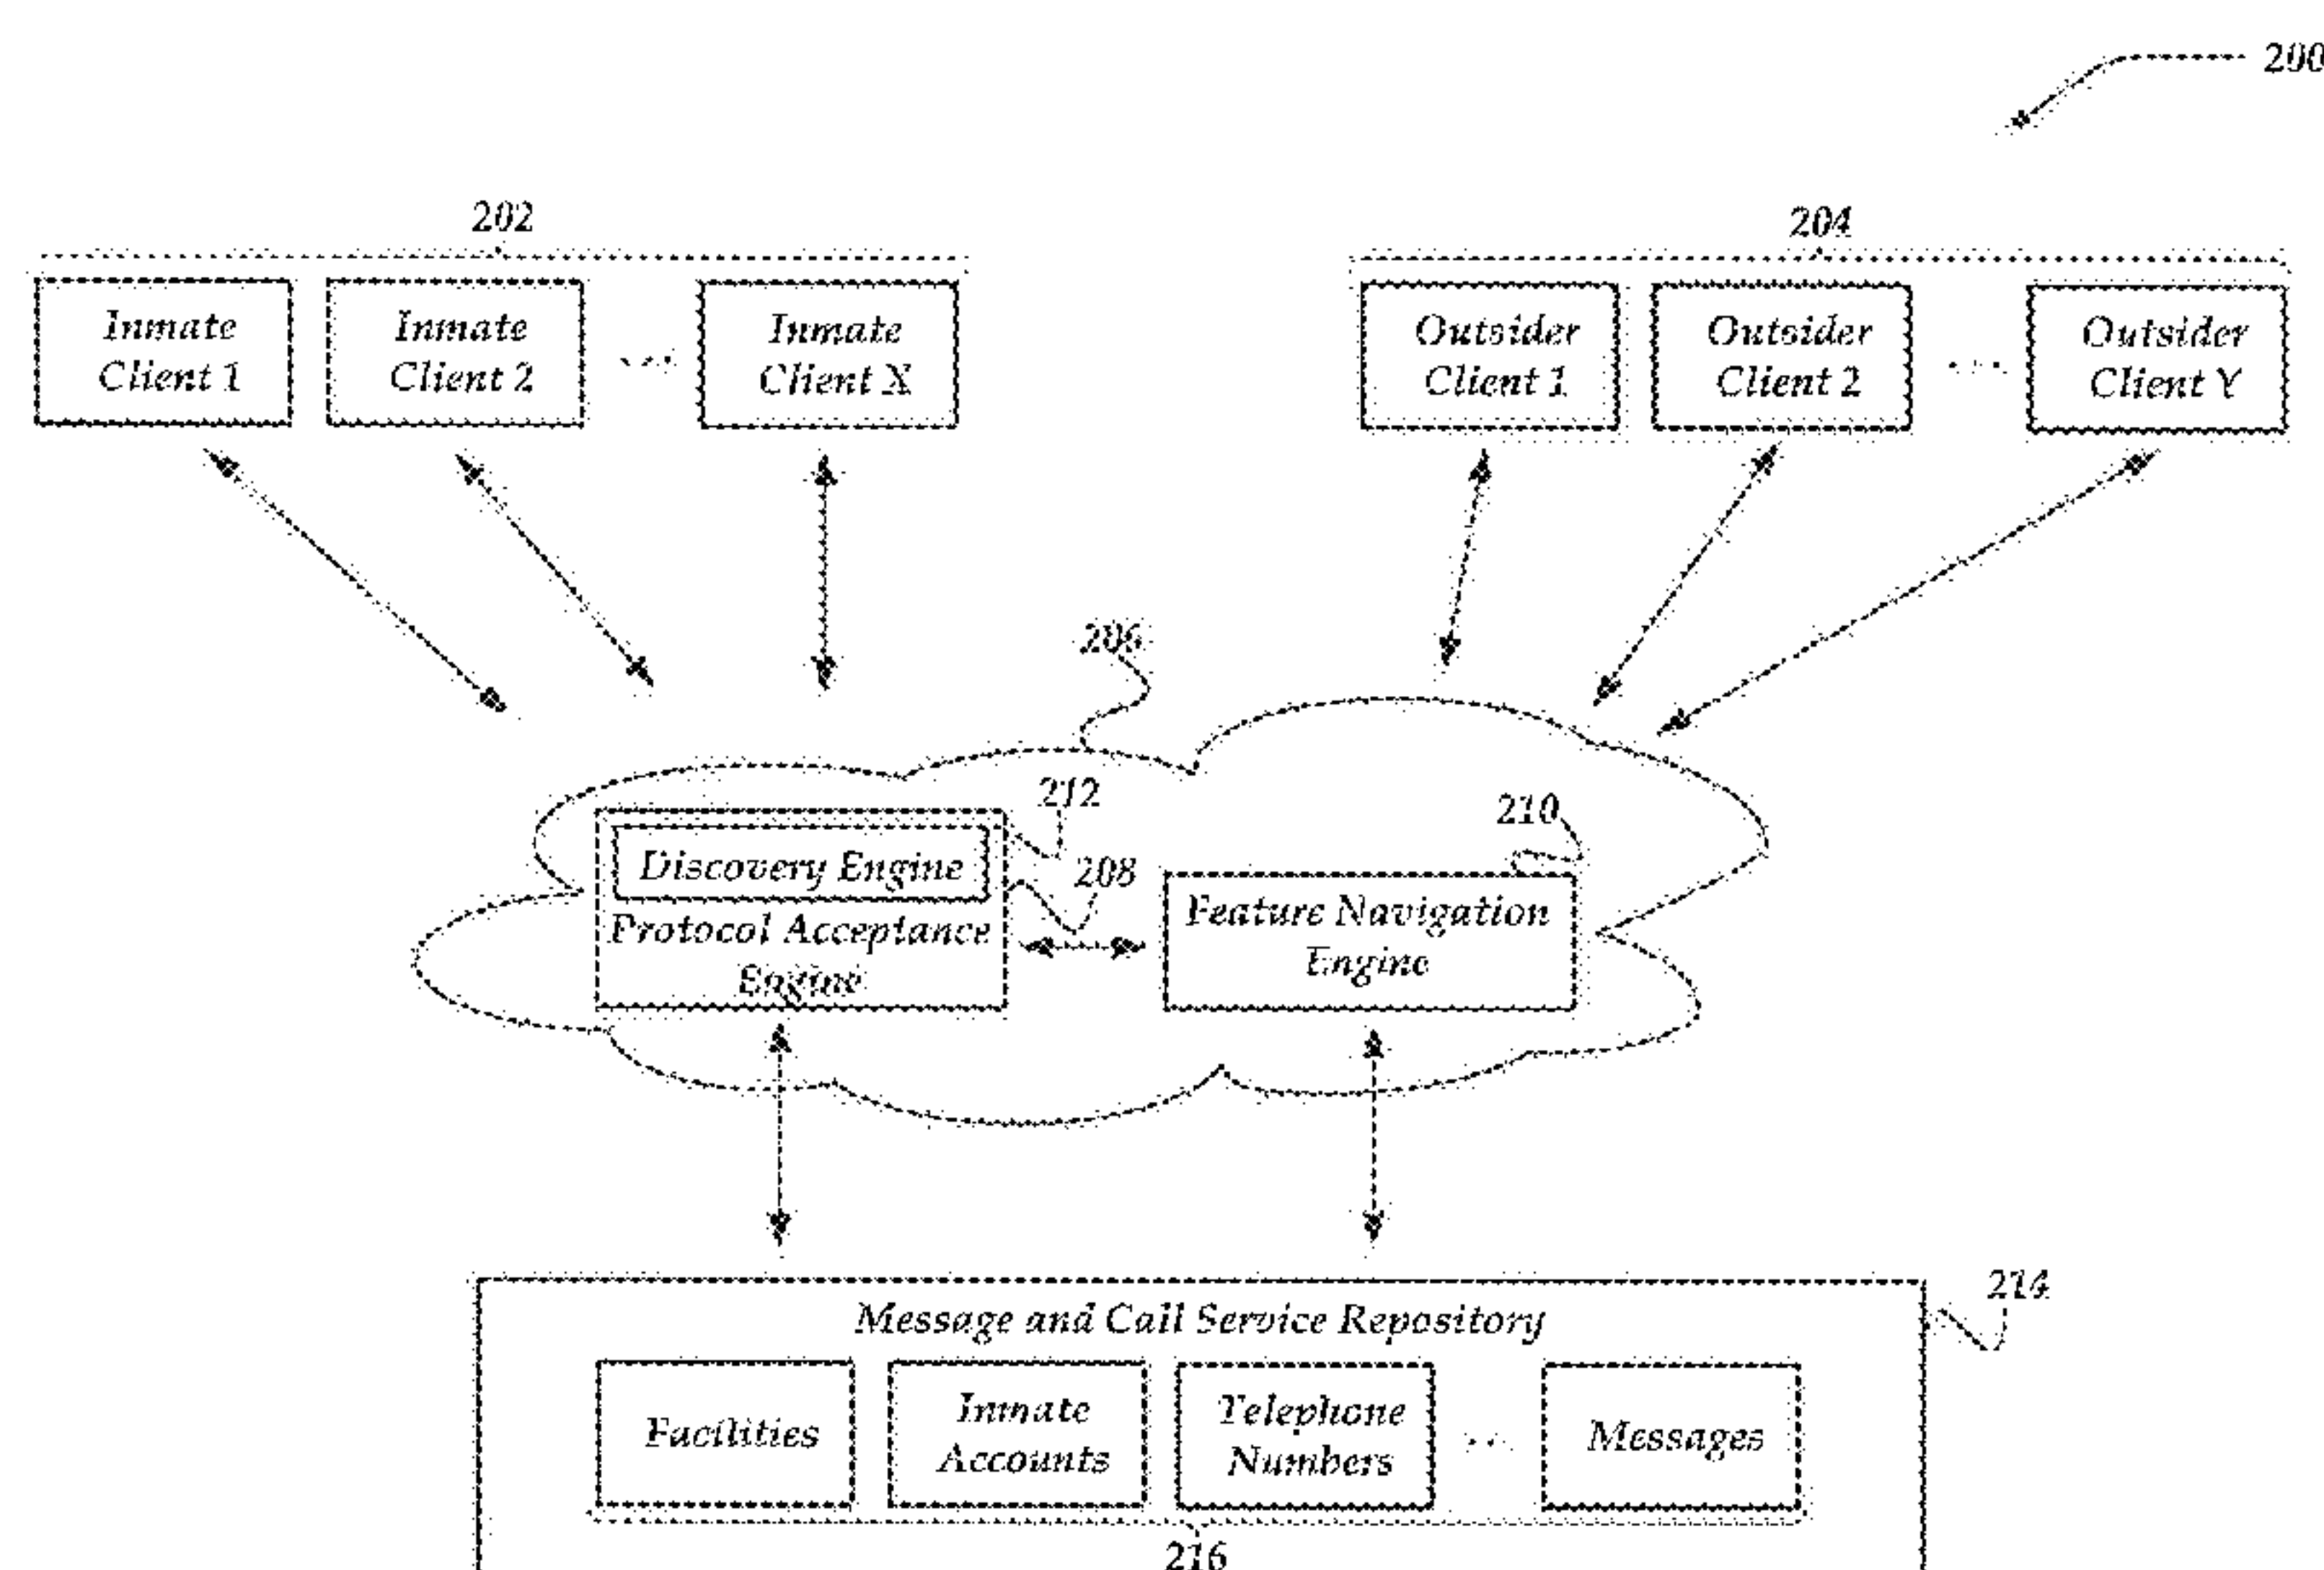 200
202
204
Inmate
Client 1
Inmate
Client 2
...
Inmate
Client X
Outsider
Client 1
Outsider
Client 2
...
Outsider
Client Y
206
212
210
Discovery Engine
208
Protocol Acceptance
Engine
Feature Navigation
Engine
214
Message and Call Service Repository
Facilities
Inmate
Accounts
Telephone
Numbers
...
Messages
216